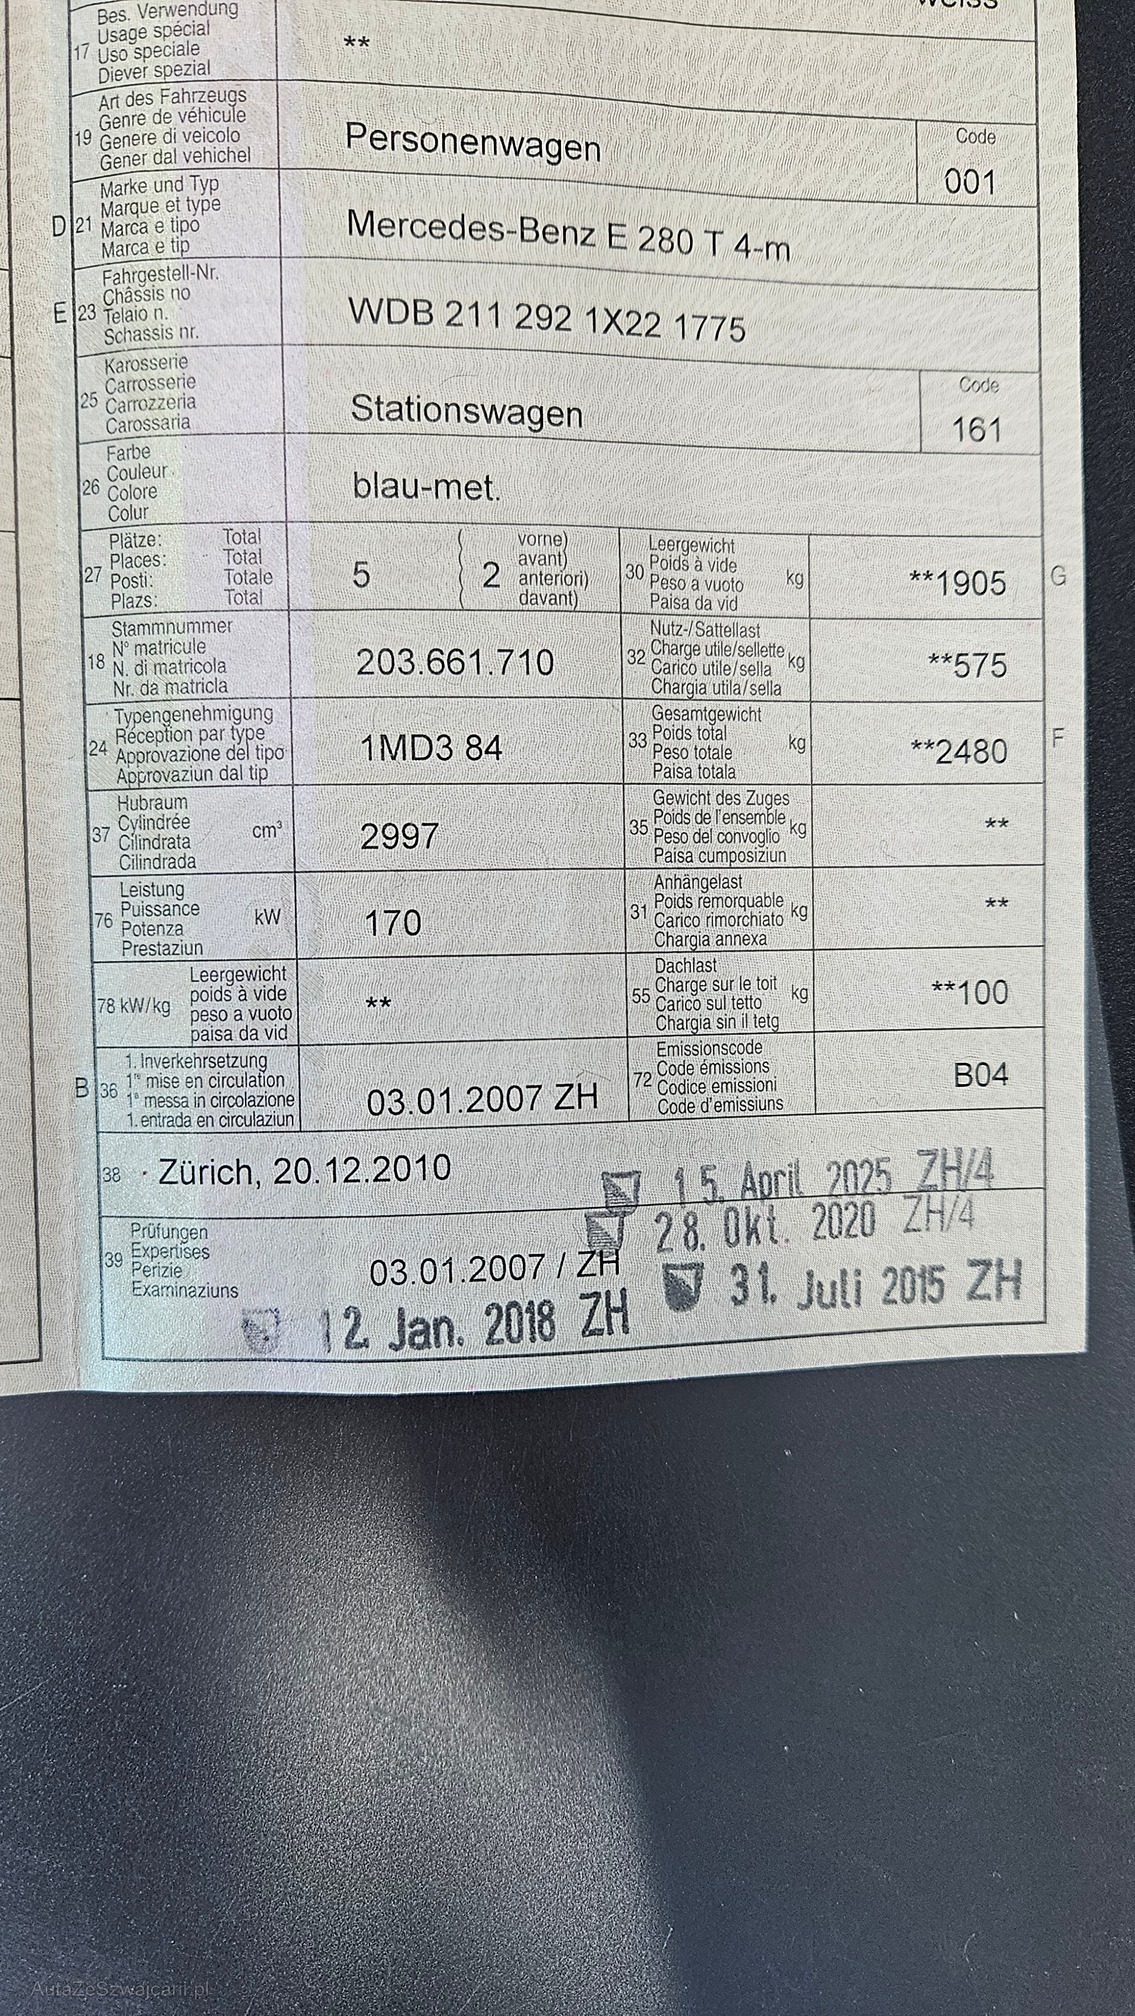 Bes. Verwendung
Usage spécial
17 Uso speciale **
Diever spezial
Art des Fahrzeugs
Genre de véhicule
19 Genere di veicolo Personenwagen Code
Gener dal vehichel 001
Marke und Typ
Marque et type
D 21 Marca e tipo Mercedes-Benz E 280 T 4-m
Marca e tip
Fahrgestell-Nr.
Châssis no
E 23 Telaio n. WDB 211 292 1X22 1775
Schassis nr.
Karosserie
Carrosserie Code
25 Carrozzeria Stationswagen 161
Carossaria
Farbe
Couleur
26 Colore blau-met.
Colur
Plätze: Total vorne) Leergewicht
Places: Total avant) Poids à vide
27 Posti: Totale 5 2 anteriori) 30 Peso a vuoto kg **1905 G
Plazs: Total davant) Paisa da vid
Stammnummer Nutz-/Sattellast
N° matricule Charge utile/sellette
18 N. di matricola 203.661.710 32 Carico utile/sella kg **575
Nr. da matricla Chargia utila/sella
Typengenehmigung Gesamtgewicht
Réception par type Poids total
24 Approvazione del tipo 1MD3 84 33 Peso totale kg **2480 F
Approvaziun dal tip Paisa totala
Hubraum Gewicht des Zuges
Cylindrée Poids de l'ensemble
37 Cilindrata cm³ 2997 35 Peso del convoglio kg **
Cilindrada Paisa cumposiziun
Leistung Anhängelast
Puissance Poids remorquable
76 Potenza kW 170 31 Carico rimorchiato kg **
Prestaziun Chargia annexa
Leergewicht Dachlast
poids à vide Charge sur le toit
78 kW/kg peso a vuoto ** 55 Carico sul tetto kg **100
paisa da vid Chargia sin il tetg
1. Inverkehrsetzung Emissionscode
1re mise en circulation Code émissions
B 36 1a messa in circolazione 03.01.2007 ZH 72 Codice emissioni B04
1. entrada en circulaziun Code d'emissiuns
38 Zürich, 20.12.2010 15. April 2025 ZH/4
28. Okt. 2020 ZH/4
Prüfungen
Expertises
39 Perizie 03.01.2007 / ZH 31. Juli 2015 ZH
Examinaziuns
12. Jan. 2018 ZH
AutaZeSzwajcarii.pl